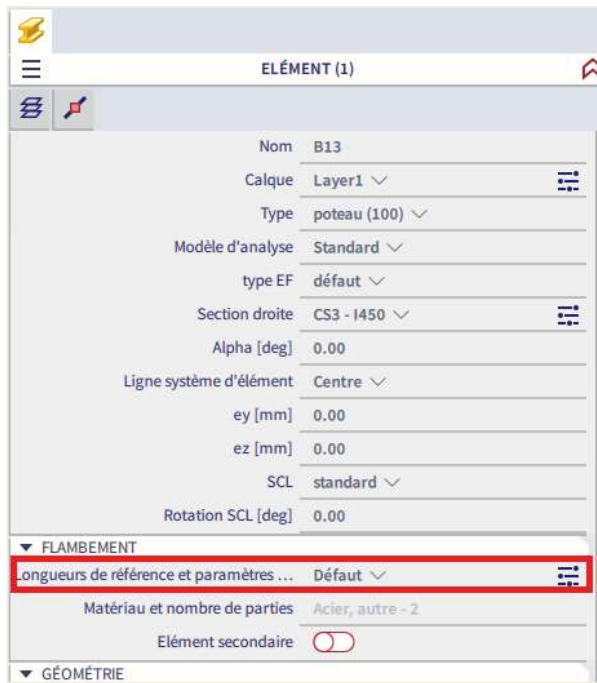 ELÉMENT (1)
Nom B13
Calque Layer1
Type poteau (100)
Modèle d'analyse Standard
type EF défaut
Section droite CS3 - I450
Alpha [deg] 0.00
Ligne système d'élément Centre
ey [mm] 0.00
ez [mm] 0.00
SCL standard
Rotation SCL [deg] 0.00
FLAMBEMENT
Longueurs de référence et paramètres ... Défaut
Matériau et nombre de parties Acier, autre - 2
Elément secondaire
GÉOMÉTRIE